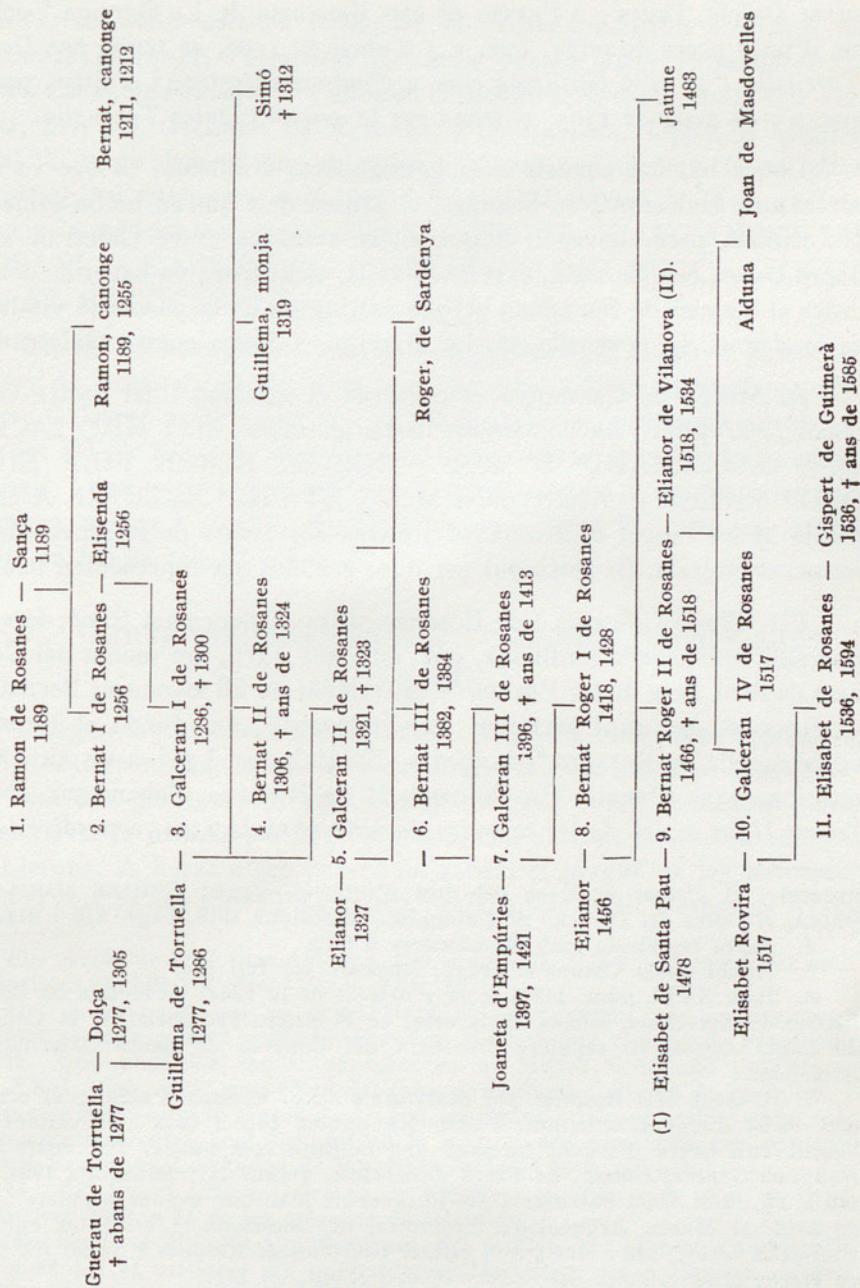 1. Ramon de Rosanes — Sança
1189 1189
Guerau de Torruella — Dolça 2. Bernat I de Rosanes — Elisenda Ramon, canonge Bernat, canonge
† abans de 1277 1277, 1305 1256 1256 1189, 1255 1211, 1212
Guillema de Torruella — 3. Galceran I de Rosanes
1277, 1286 1286, †1300
4. Bernat II de Rosanes Guillema, monja Simó
1306, † ans de 1324 1319 † 1312
Elianor — 5. Galceran II de Rosanes
1327 1321, † 1323
— 6. Bernat III de Rosanes Roger, de Sardenya
1382, 1384
Joaneta d'Empúries — 7. Galceran III de Rosanes
1397, 1421 1396, † ans de 1413
Elianor — 8. Bernat Roger I de Rosanes
1456 1418, 1428
(I) Elisabet de Santa Pau — 9. Bernat Roger II de Rosanes — Elianor de Vilanova (II). Jaume
1478 1466, † ans de 1518 1518, 1534 1483
Elisabet Rovira — 10. Galceran IV de Rosanes Alduna — Joan de Masdovelles
1517 1517
11. Elisabet de Rosanes — Gispert de Guimerà
1536, 1594 1536, † ans de 1585